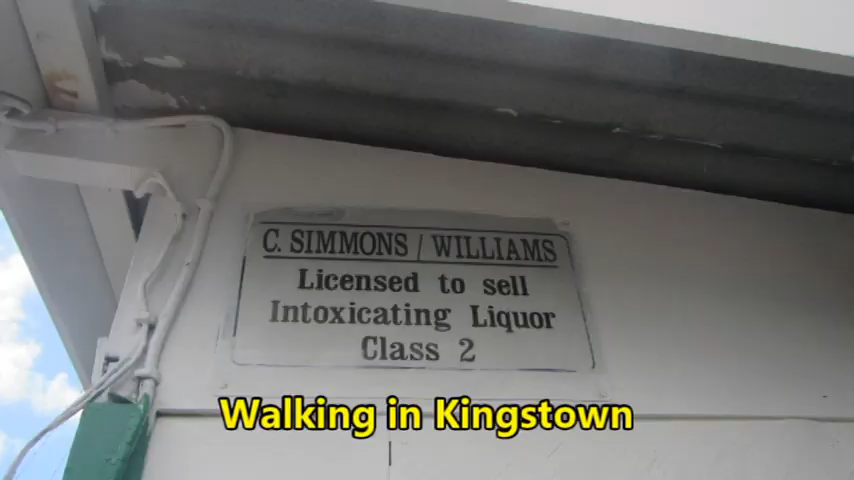 C. SIMMONS / WILLIAMS
Licensed to sell
Intoxicating Liquor
Class 2
Walking in Kingstown